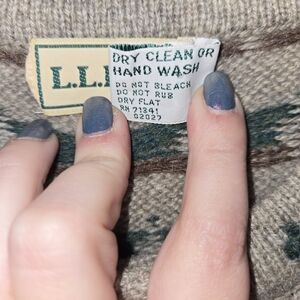 L.L.
DRY CLEAN OR
HAND WASH
DO NOT BLEACH
DO NOT RUB
DRY FLAT
RN 71341
02027